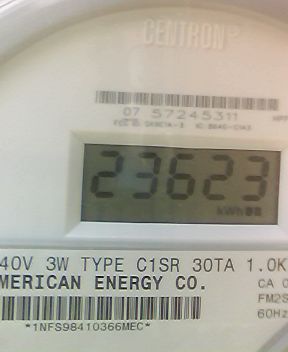 CENTRON®
07 57245311
23623
kWh
40V 3W TYPE C1SR 30TA 1.0K
MERICAN ENERGY CO.
CA 0
FM2S
60Hz
*1NFS98410366MEC*